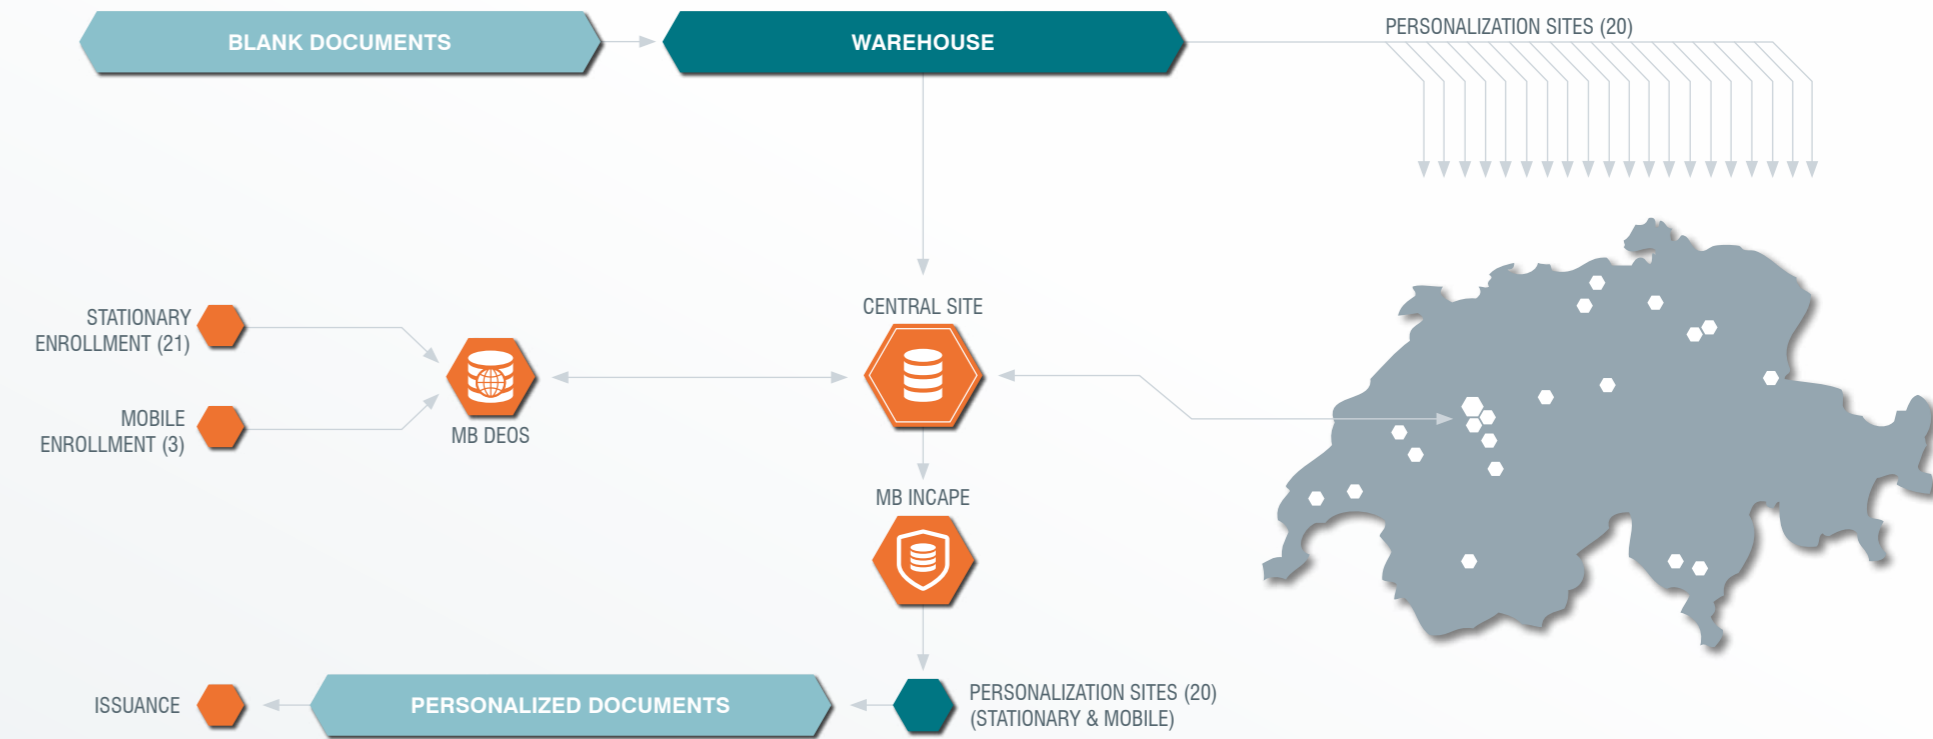 BLANK DOCUMENTS
WAREHOUSE
PERSONALIZATION SITES (20)
STATIONARY
ENROLLMENT (21)
MOBILE
ENROLLMENT (3)
MB DEOS
CENTRAL SITE
MB INCAPE
ISSUANCE
PERSONALIZED DOCUMENTS
PERSONALIZATION SITES (20)
(STATIONARY & MOBILE)